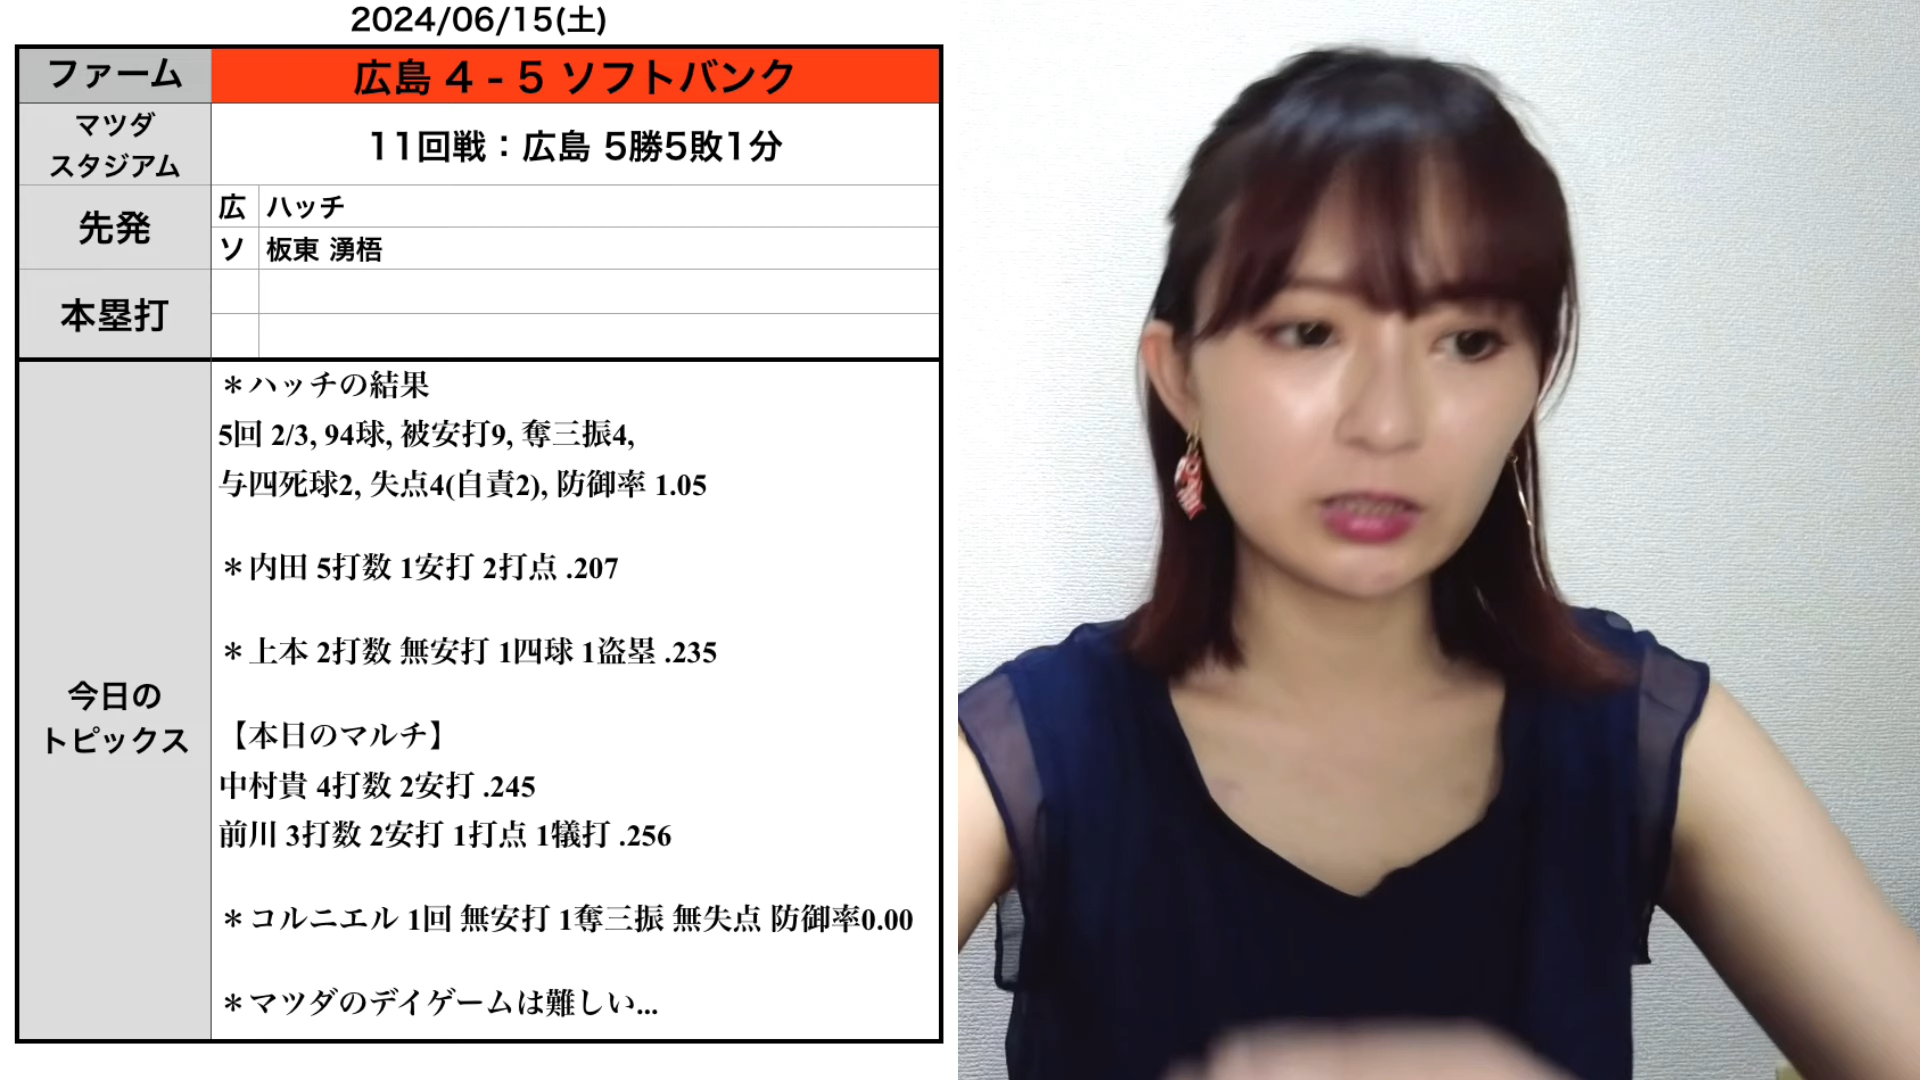 2024/06/15(土)
ファーム
広島 4 - 5 ソフトバンク
マツダ
スタジアム
11回戦：広島 5勝5敗1分
先発
広 ハッチ
ソ 板東 湧梧
本塁打
今日の
トピックス
＊ハッチの結果
5回 2/3, 94球, 被安打9, 奪三振4,
与四死球2, 失点4(自責2), 防御率 1.05
＊内田 5打数 1安打 2打点 .207
＊上本 2打数 無安打 1四球 1盗塁 .235
【本日のマルチ】
中村貴 4打数 2安打 .245
前川 3打数 2安打 1打点 1犠打 .256
＊コルニエル 1回 無安打 1奪三振 無失点 防御率0.00
＊マツダのデイゲームは難しい...